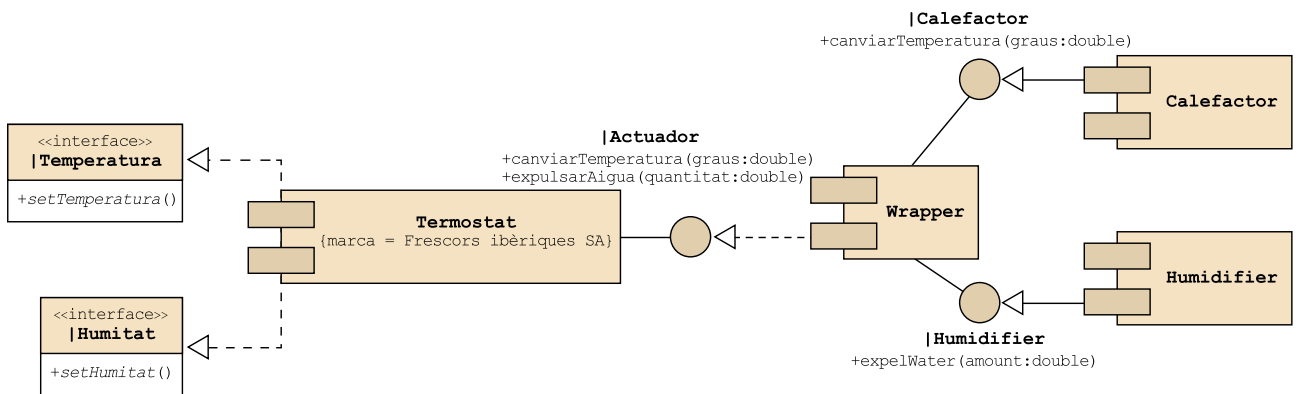 |Calefactor
+canviarTemperatura(graus:double)
Calefactor
<<interface>>
|Temperatura
+setTemperatura()
|Actuador
+canviarTemperatura(graus:double)
+expulsarAigua(quantitat:double)
Termostat
{marca = Frescors ibèriques SA}
Wrapper
Humidifier
<<interface>>
|Humitat
+setHumitat()
|Humidifier
+expelWater(amount:double)